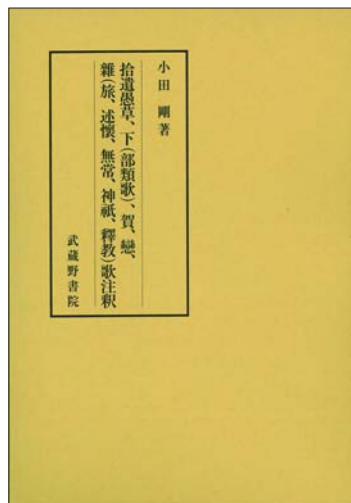 小田 剛著
拾遺愚草、下(部類歌)、賀、戀、
雜(旅、述懷、無常、神祇、釋教)歌注釈
武蔵野書院